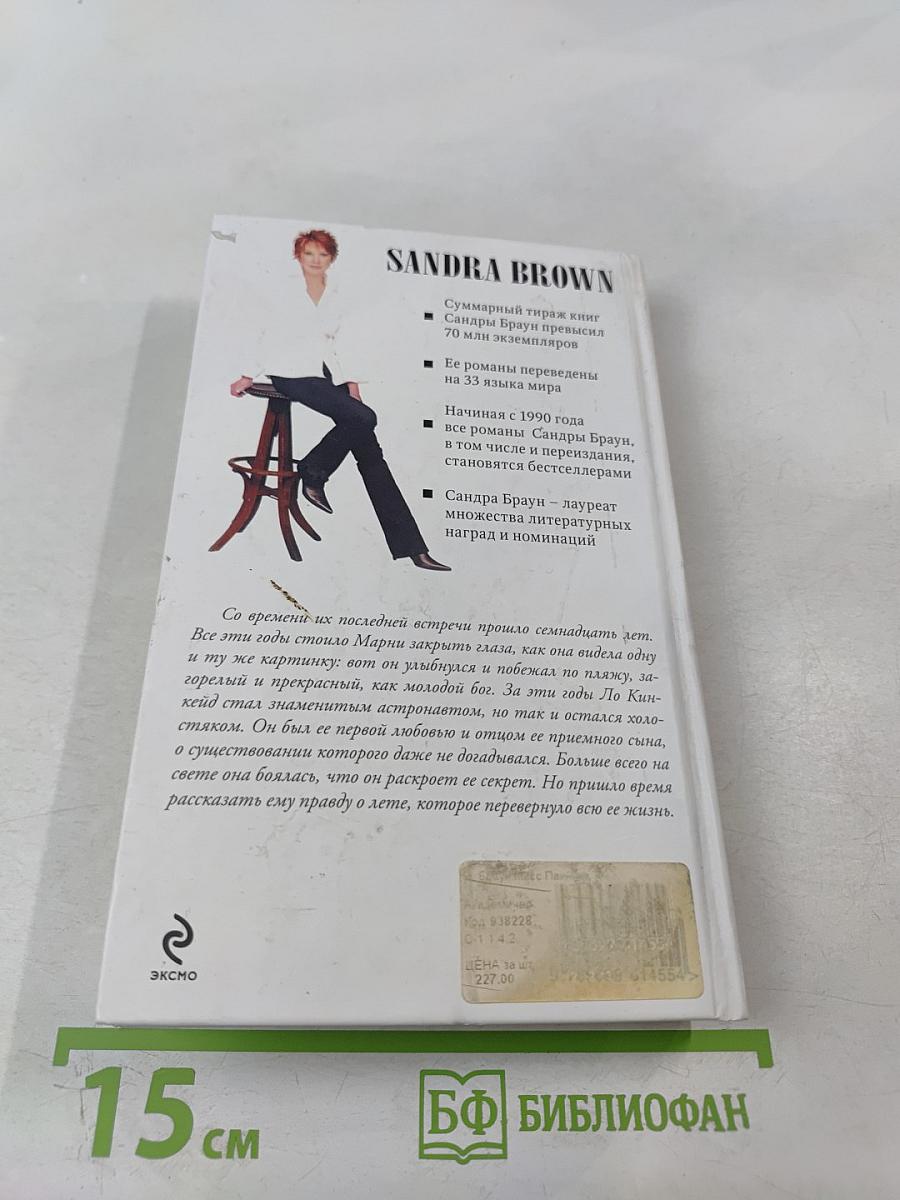 SANDRA BROWN
Суммарный тираж книг
Сандры Браун превысил
70 млн экземпляров
Ее романы переведены
на 33 языка мира
Начиная с 1990 года
все романы Сандры Браун,
в том числе и переиздания,
становятся бестселлерами
Сандра Браун – лауреат
множества литературных
наград и номинаций
Со времени их последней встречи прошло семнадцать лет.
Все эти годы стоило Марни закрыть глаза, как она видела одну
и ту же картинку: вот он улыбнулся и побежал по пляжу, за-
горелый и прекрасный, как молодой бог. За эти годы Ло Кин-
кейд стал знаменитым астронавтом, но так и остался холо-
стяком. Он был ее первой любовью и отцом ее приемного сына,
о существовании которого даже не догадывался. Больше всего на
свете она боялась, что он раскроет ее секрет. Но пришло время
рассказать ему правду о лете, которое перевернуло всю ее жизнь.
Код 938228
С-1 1.4.2
ЦЕНА за шт
227.00
ЭКСМО
15 см
БФ БИБЛИОФАН